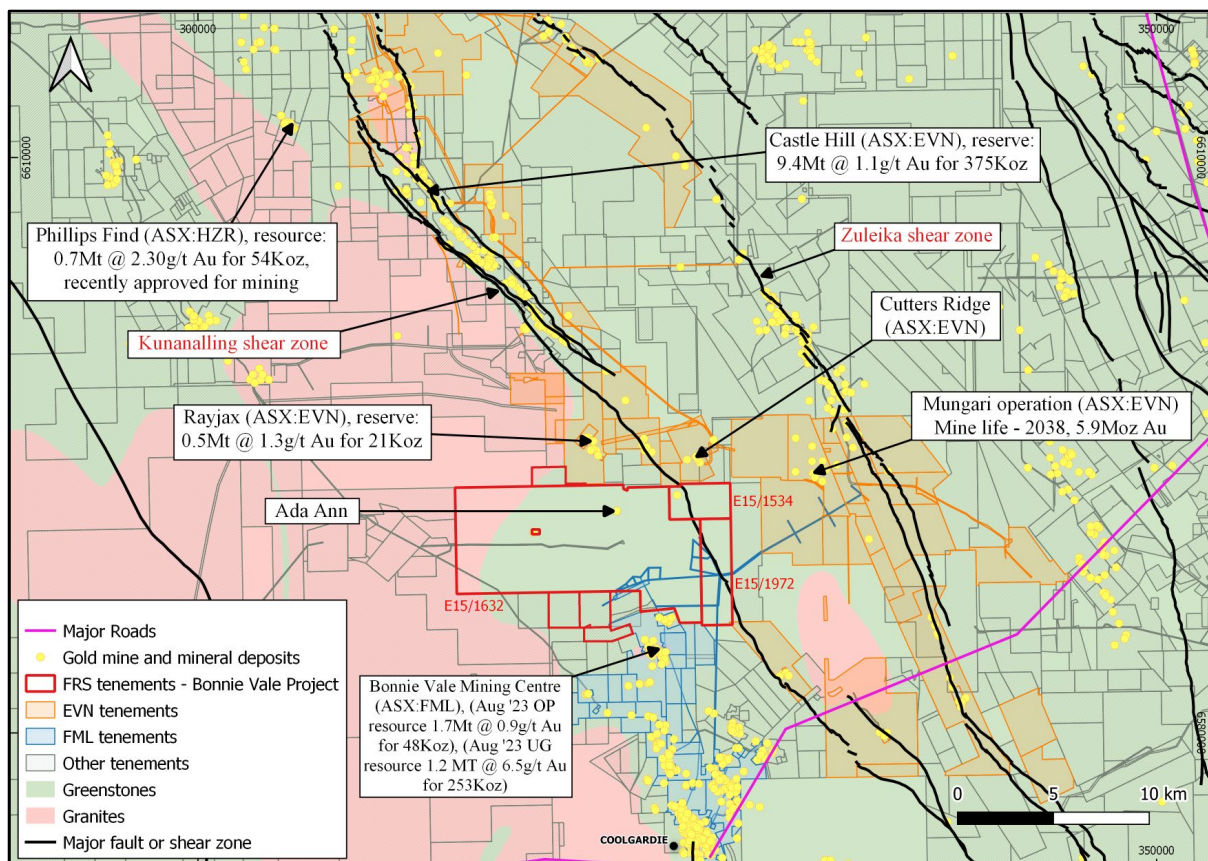 300000
350000
6610000
6610000
Castle Hill (ASX:EVN), reserve:
9.4Mt @ 1.1g/t Au for 375Koz
Phillips Find (ASX:HZR), resource:
0.7Mt @ 2.30g/t Au for 54Koz,
recently approved for mining
Zuleika shear zone
Cutters Ridge
(ASX:EVN)
Kunanalling shear zone
Rayjax (ASX:EVN), reserve:
0.5Mt @ 1.3g/t Au for 21Koz
Mungari operation (ASX:EVN)
Mine life - 2038, 5.9Moz Au
Ada Ann
E15/1534
E15/1972
E15/1632
Major Roads
Gold mine and mineral deposits
FRS tenements - Bonnie Vale Project
EVN tenements
FML tenements
Other tenements
Greenstones
Granites
Major fault or shear zone
Bonnie Vale Mining Centre
(ASX:FML), (Aug '23 OP
resource 1.7Mt @ 0.9g/t Au
for 48Koz), (Aug '23 UG
resource 1.2 MT @ 6.5g/t Au
for 253Koz)
6580000
0 5 10 km
COOLGARDIE
350000